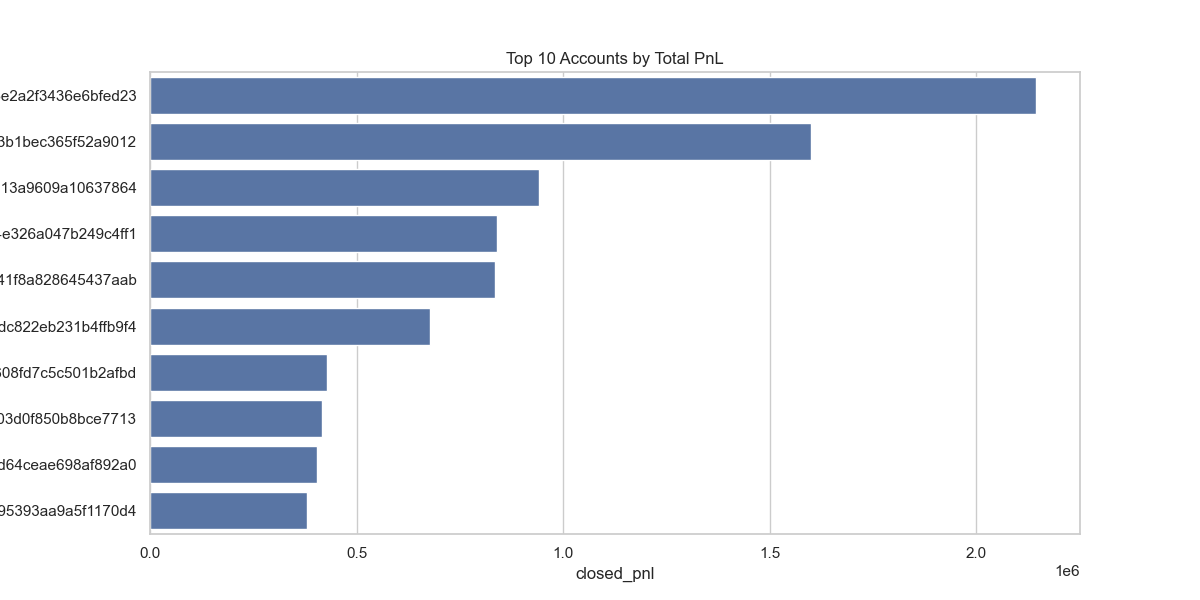 Top 10 Accounts by Total PnL
e2a2f3436e6bfed23
3b1bec365f52a9012
13a9609a10637864
e326a047b249c4ff1
41f8a828645437aab
dc822eb231b4ffb9f4
608fd7c5c501b2afbd
03d0f850b8bce7713
d64ceae698af892a0
95393aa9a5f1170d4
0.0 0.5 1.0 1.5 2.0
1e6
closed_pnl